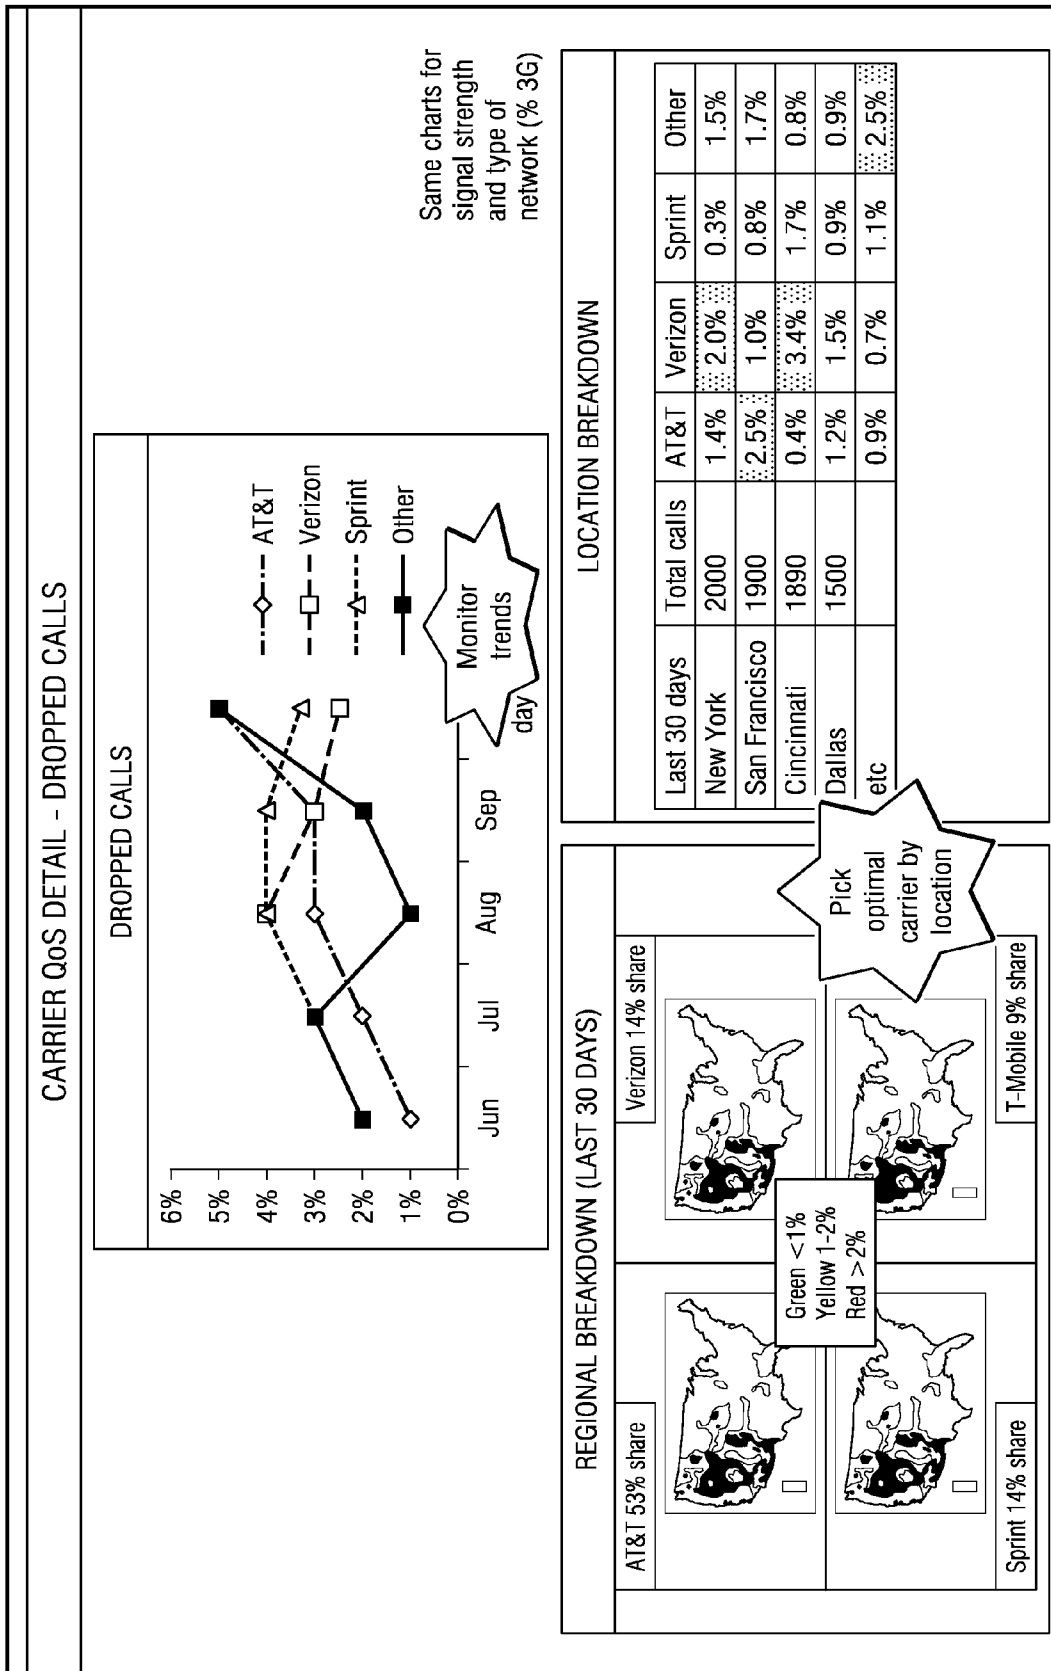 CARRIER QoS DETAIL - DROPPED CALLS
DROPPED CALLS
6%
5%
4%
3%
2%
1%
0%
Jun
Jul
Aug
Sep
day
AT&T
Verizon
Sprint
Other
Monitor
trends
Same charts for
signal strength
and type of
network (% 3G)
REGIONAL BREAKDOWN (LAST 30 DAYS)
AT&T 53% share
Verizon 14% share
Green <1%
Yellow 1-2%
Red >2%
Sprint 14% share
T-Mobile 9% share
Pick
optimal
carrier by
location
LOCATION BREAKDOWN
Last 30 days Total calls AT&T Verizon Sprint Other
New York 2000 1.4% 2.0% 0.3% 1.5%
San Francisco 1900 2.5% 1.0% 0.8% 1.7%
Cincinnati 1890 0.4% 3.4% 1.7% 0.8%
Dallas 1500 1.2% 1.5% 0.9% 0.9%
etc 0.9% 0.7% 1.1% 2.5%